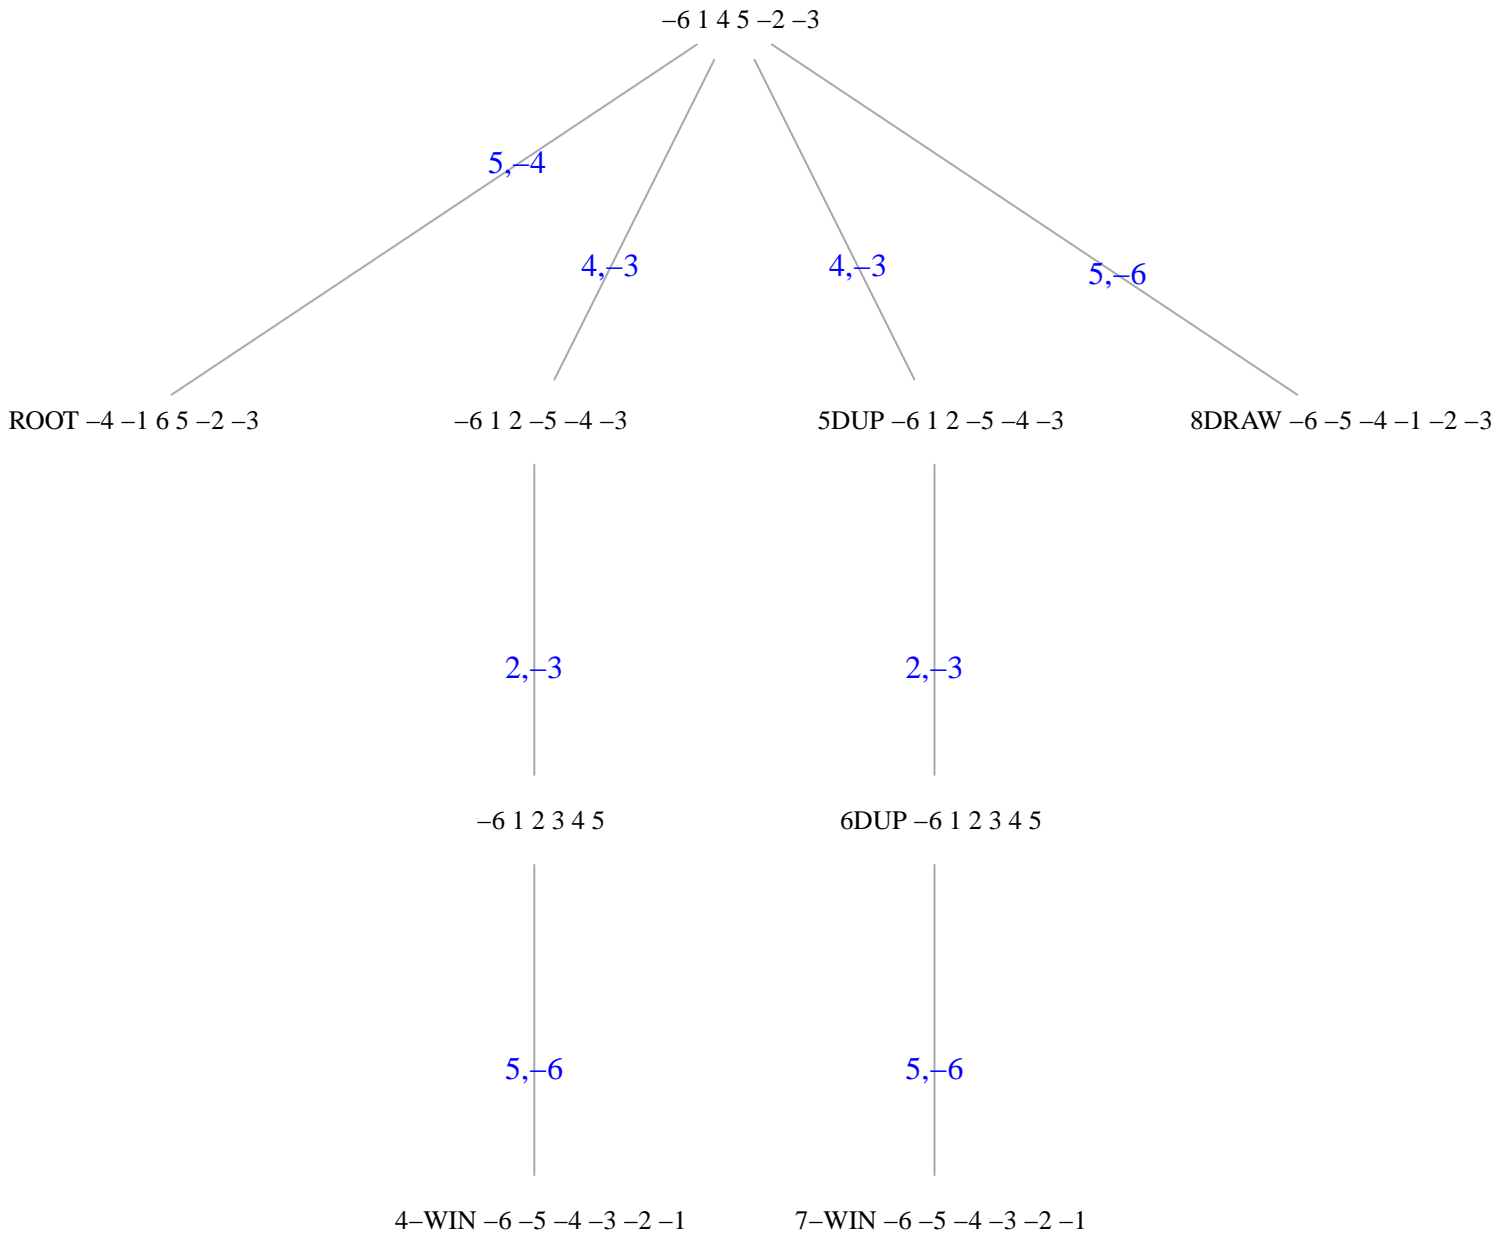 –6 1 4 5 –2 –3
5,–4
4,–3
4,–3
5,–6
ROOT –4 –1 6 5 –2 –3
–6 1 2 –5 –4 –3
5DUP –6 1 2 –5 –4 –3
8DRAW –6 –5 –4 –1 –2 –3
2,–3
2,–3
–6 1 2 3 4 5
6DUP –6 1 2 3 4 5
5,–6
5,–6
4–WIN –6 –5 –4 –3 –2 –1
7–WIN –6 –5 –4 –3 –2 –1